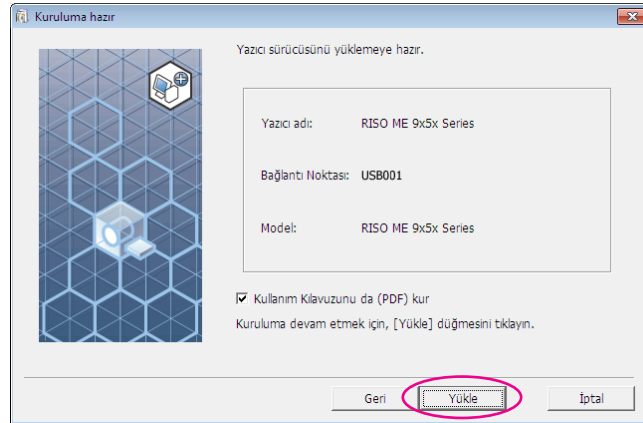 Kuruluma hazır
Yazıcı sürücüsünü yüklemeye hazır.
Yazıcı adı: RISO ME 9x5x Series
Bağlantı Noktası: USB001
Model: RISO ME 9x5x Series
Kullanım Kılavuzunu da (PDF) kur
Kuruluma devam etmek için, [Yükle] düğmesini tıklayın.
Geri Yükle İptal